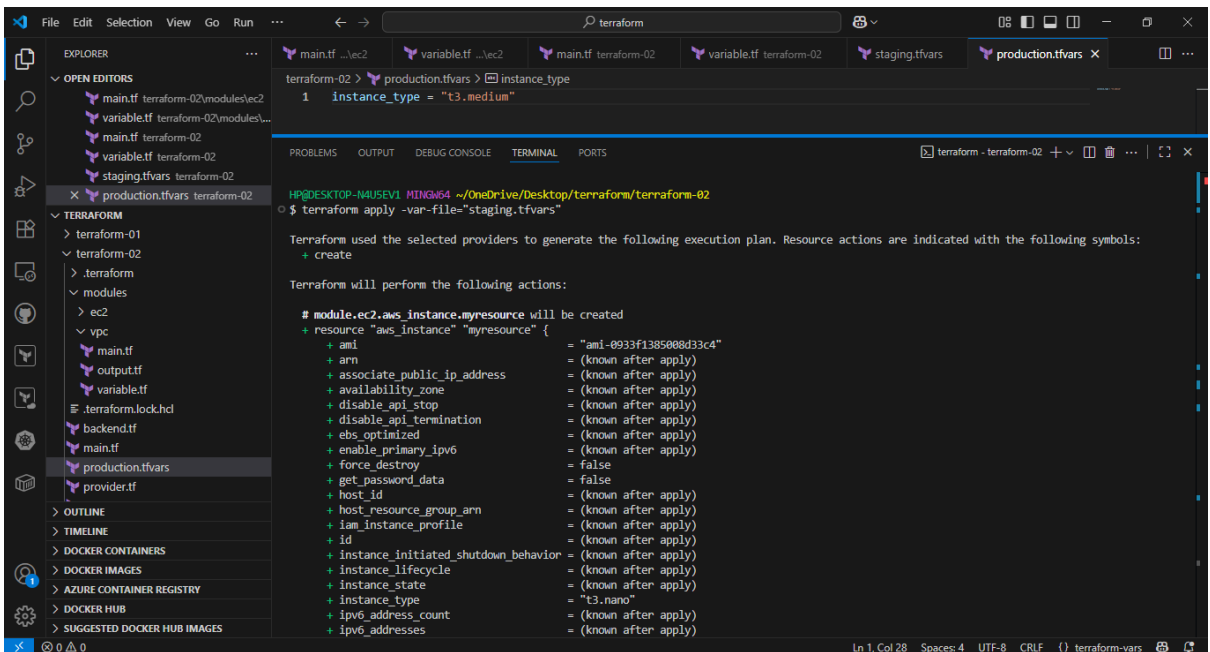 File Edit Selection View Go Run ... terraform
EXPLORER ...
OPEN EDITORS
main.tf terraform-02\modules\ec2
variable.tf terraform-02\modules\...
main.tf terraform-02
variable.tf terraform-02
staging.tfvars terraform-02
production.tfvars terraform-02
TERRAFORM
terraform-01
terraform-02
.terraform
modules
ec2
vpc
main.tf
output.tf
variable.tf
.terraform.lock.hcl
backend.tf
main.tf
production.tfvars
provider.tf
OUTLINE
TIMELINE
DOCKER CONTAINERS
DOCKER IMAGES
AZURE CONTAINER REGISTRY
DOCKER HUB
SUGGESTED DOCKER HUB IMAGES
main.tf ...\ec2 variable.tf ...\ec2 main.tf terraform-02 variable.tf terraform-02 staging.tfvars production.tfvars
terraform-02 > production.tfvars > instance_type
1 instance_type = "t3.medium"
PROBLEMS OUTPUT DEBUG CONSOLE TERMINAL PORTS terraform - terraform-02
HP@DESKTOP-N4U5EV1 MINGW64 ~/OneDrive/Desktop/terraform/terraform-02
$ terraform apply -var-file="staging.tfvars"
Terraform used the selected providers to generate the following execution plan. Resource actions are indicated with the following symbols:
+ create
Terraform will perform the following actions:
# module.ec2.aws_instance.myresource will be created
+ resource "aws_instance" "myresource" {
+ ami = "ami-0933f1385008d33c4"
+ arn = (known after apply)
+ associate_public_ip_address = (known after apply)
+ availability_zone = (known after apply)
+ disable_api_stop = (known after apply)
+ disable_api_termination = (known after apply)
+ ebs_optimized = (known after apply)
+ enable_primary_ipv6 = (known after apply)
+ force_destroy = false
+ get_password_data = false
+ host_id = (known after apply)
+ host_resource_group_arn = (known after apply)
+ iam_instance_profile = (known after apply)
+ id = (known after apply)
+ instance_initiated_shutdown_behavior = (known after apply)
+ instance_lifecycle = (known after apply)
+ instance_state = (known after apply)
+ instance_type = "t3.nano"
+ ipv6_address_count = (known after apply)
+ ipv6_addresses = (known after apply)
1
0 0 Ln 1, Col 28 Spaces: 4 UTF-8 CRLF {} terraform-vars